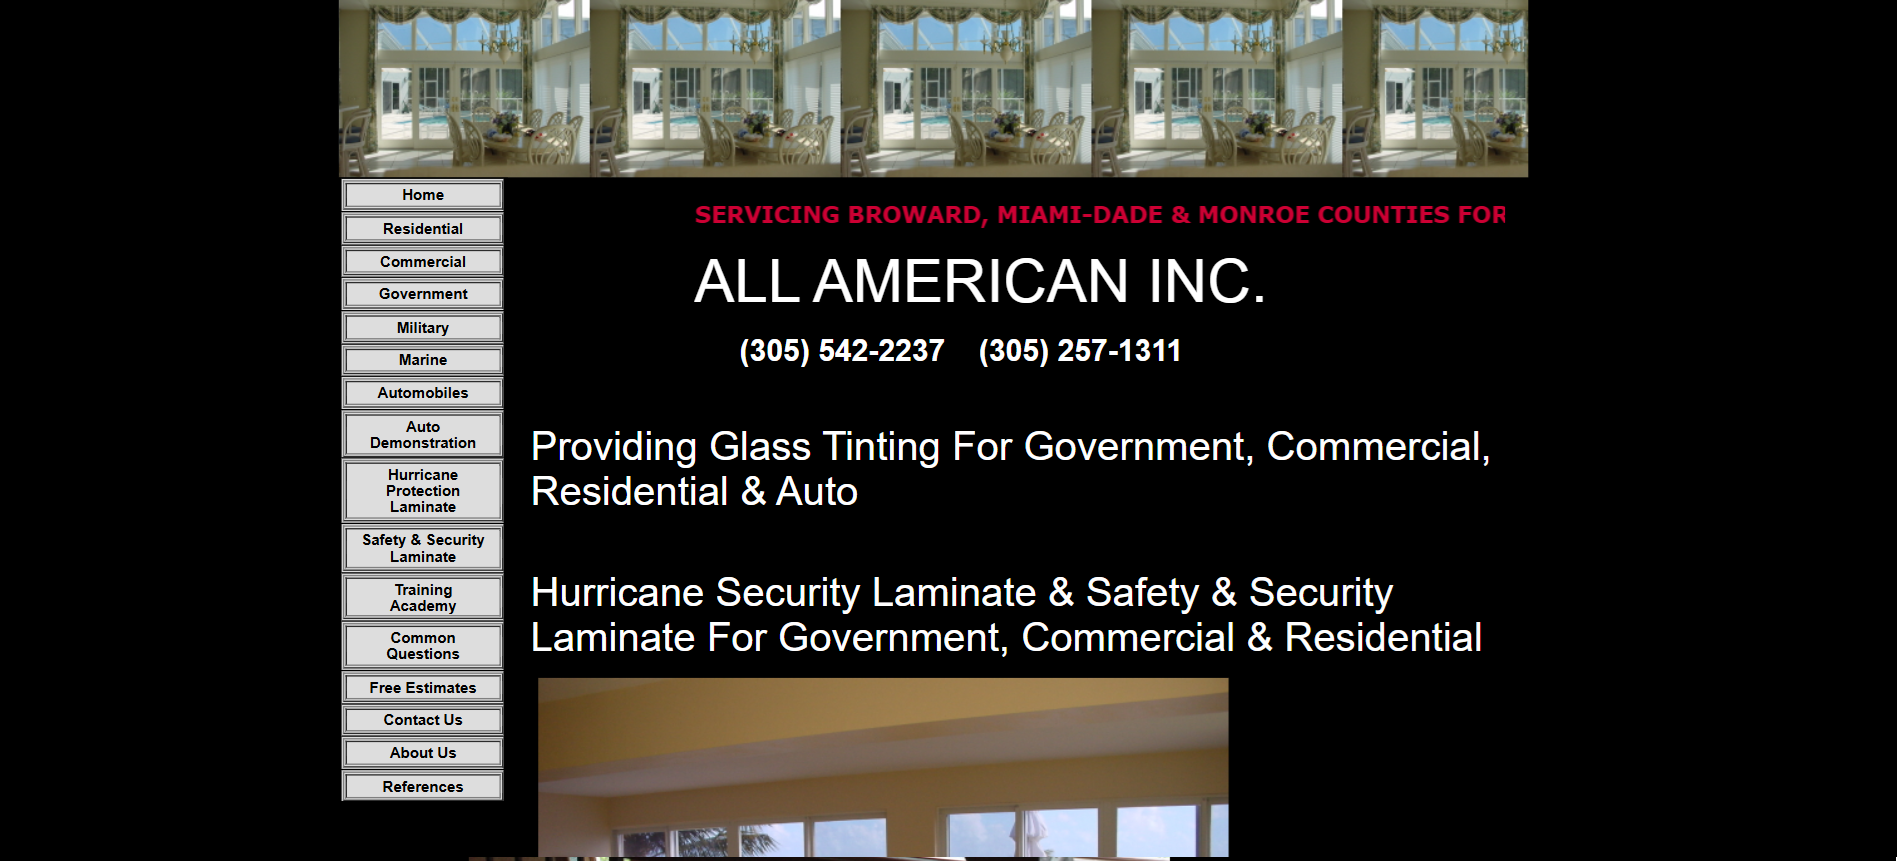 Home
Residential
Commercial
Government
Military
Marine
Automobiles
Auto
Demonstration
Hurricane
Protection
Laminate
Safety & Security
Laminate
Training
Academy
Common
Questions
Free Estimates
Contact Us
About Us
References
SERVICING BROWARD, MIAMI-DADE & MONROE COUNTIES FOR
ALL AMERICAN INC.
(305) 542-2237 (305) 257-1311
Providing Glass Tinting For Government, Commercial,
Residential & Auto
Hurricane Security Laminate & Safety & Security
Laminate For Government, Commercial & Residential